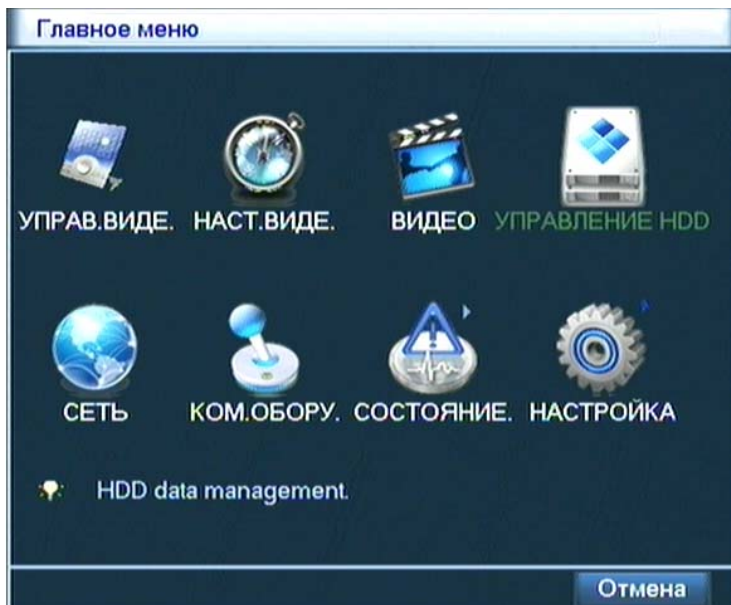 Главное меню
УПРАВ.ВИДЕ. НАСТ.ВИДЕ. ВИДЕО УПРАВЛЕНИЕ HDD
СЕТЬ КОМ.ОБОРУ. СОСТОЯНИЕ. НАСТРОЙКА
HDD data management.
Отмена